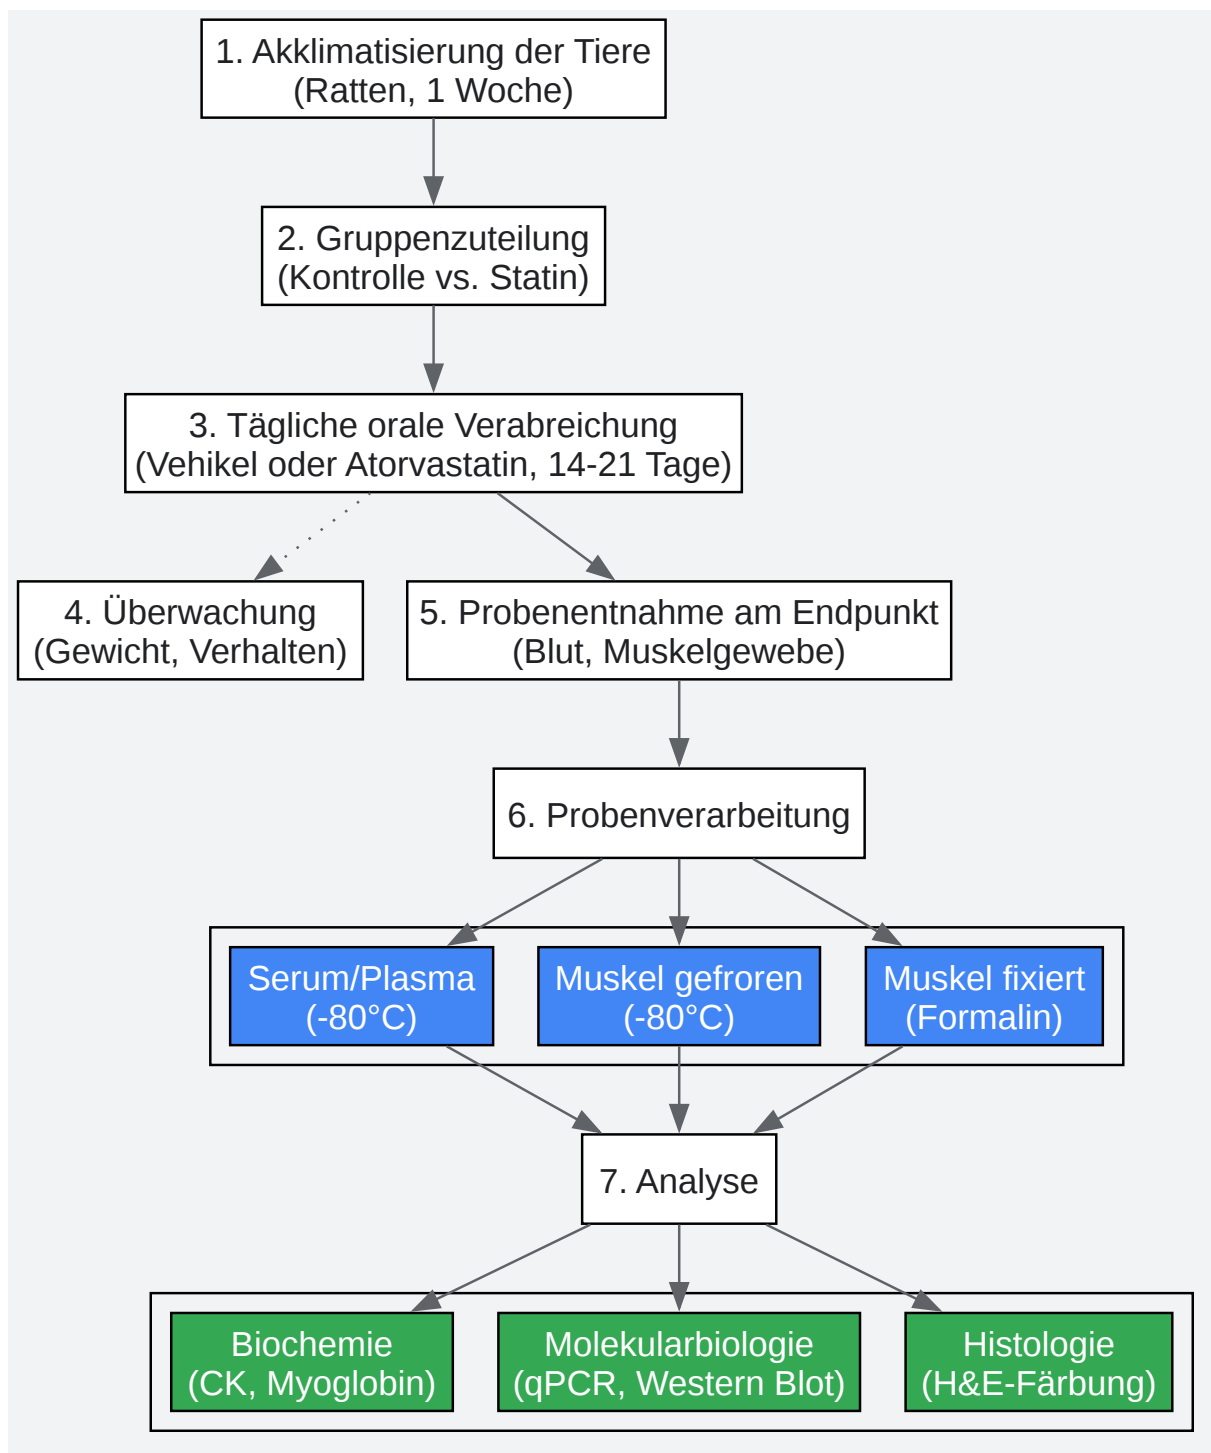 1. Akklimatisierung der Tiere
(Ratten, 1 Woche)
2. Gruppenzuteilung
(Kontrolle vs. Statin)
3. Tägliche orale Verabreichung
(Vehikel oder Atorvastatin, 14-21 Tage)
4. Überwachung
(Gewicht, Verhalten)
5. Probenentnahme am Endpunkt
(Blut, Muskelgewebe)
6. Probenverarbeitung
Serum/Plasma
(-80°C)
Muskel gefroren
(-80°C)
Muskel fixiert
(Formalin)
7. Analyse
Biochemie
(CK, Myoglobin)
Molekularbiologie
(qPCR, Western Blot)
Histologie
(H&E-Färbung)